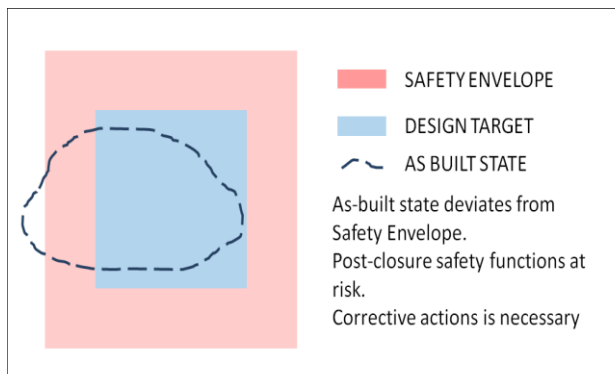 SAFETY ENVELOPE
DESIGN TARGET
AS BUILT STATE
As-built state deviates from
Safety Envelope.
Post-closure safety functions at
risk.
Corrective actions is necessary